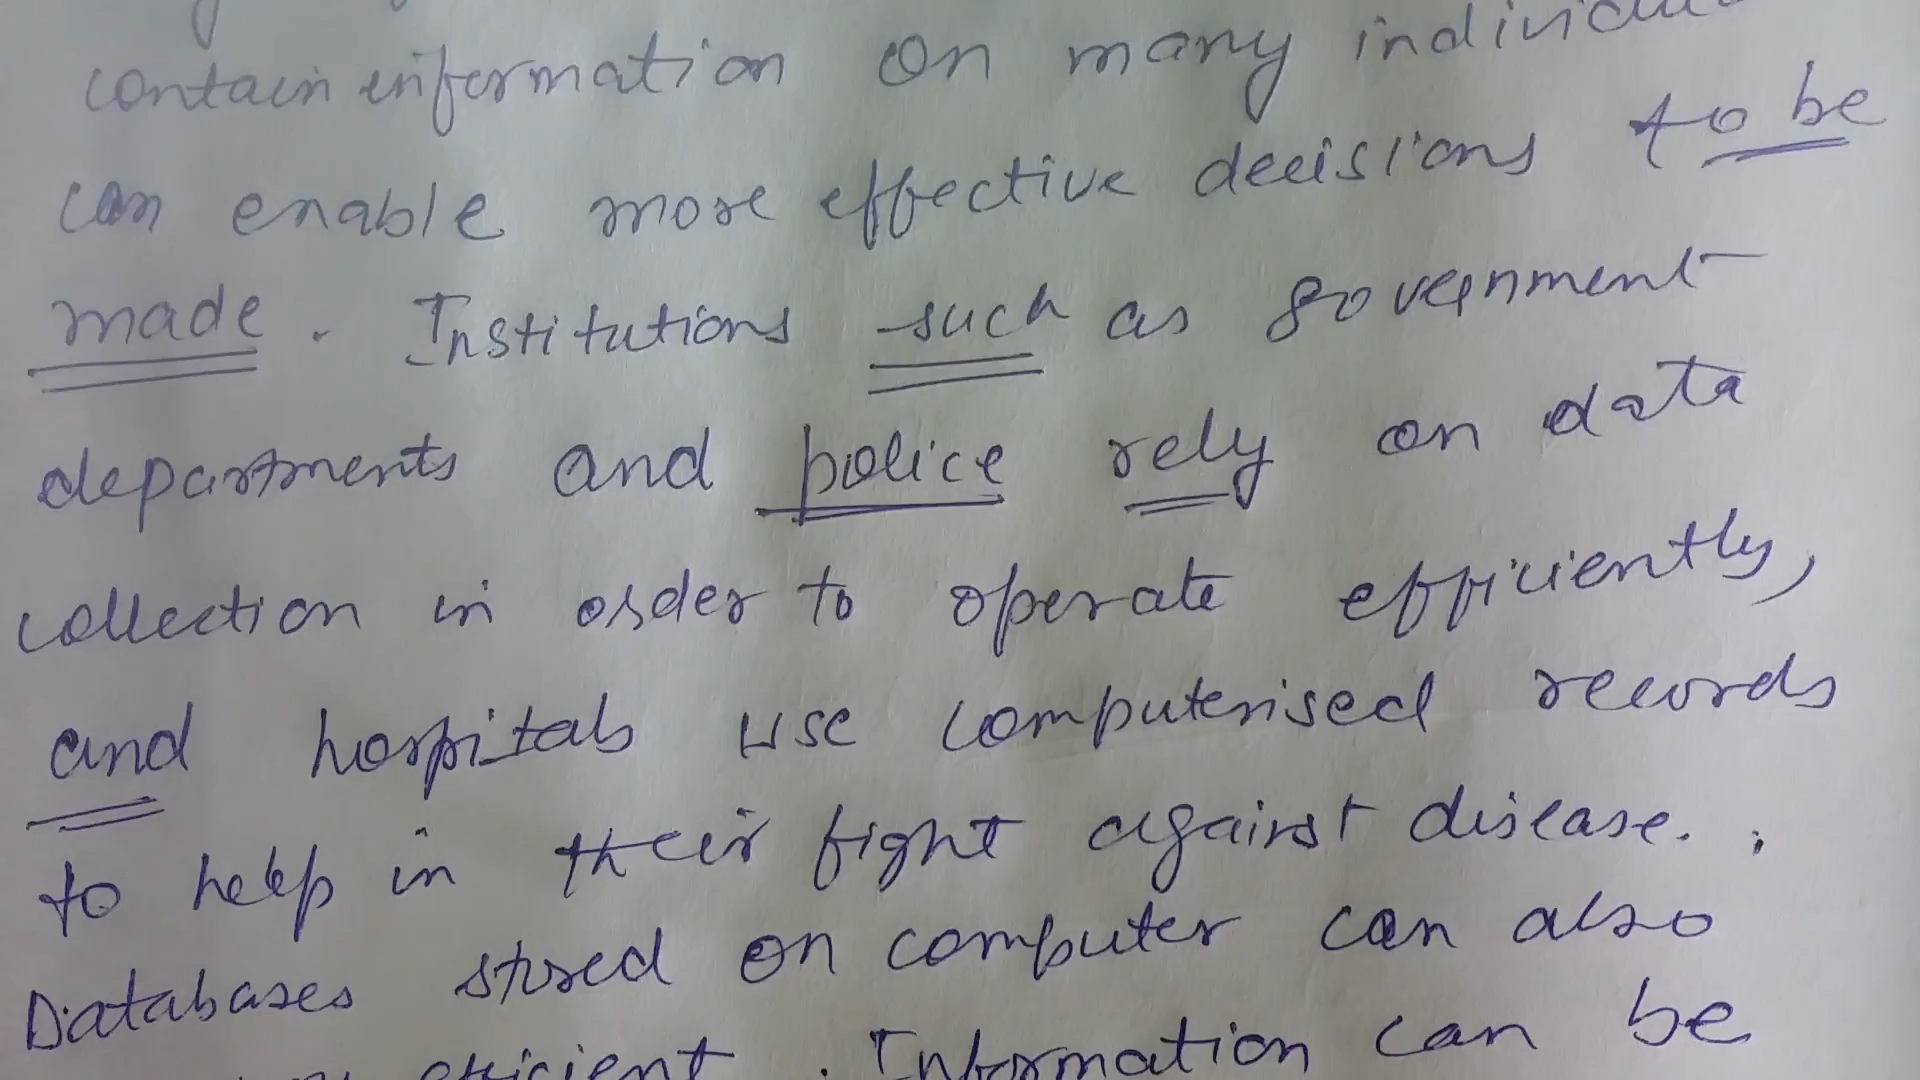 contain information on many
can enable more effective decisions to be
made. Institutions such as government
departments and police rely on data
collection in order to operate efficiently,
and hospitals use computerised records
to help in their fight against disease.
Databases stored on computer can also
efficient. Information can be